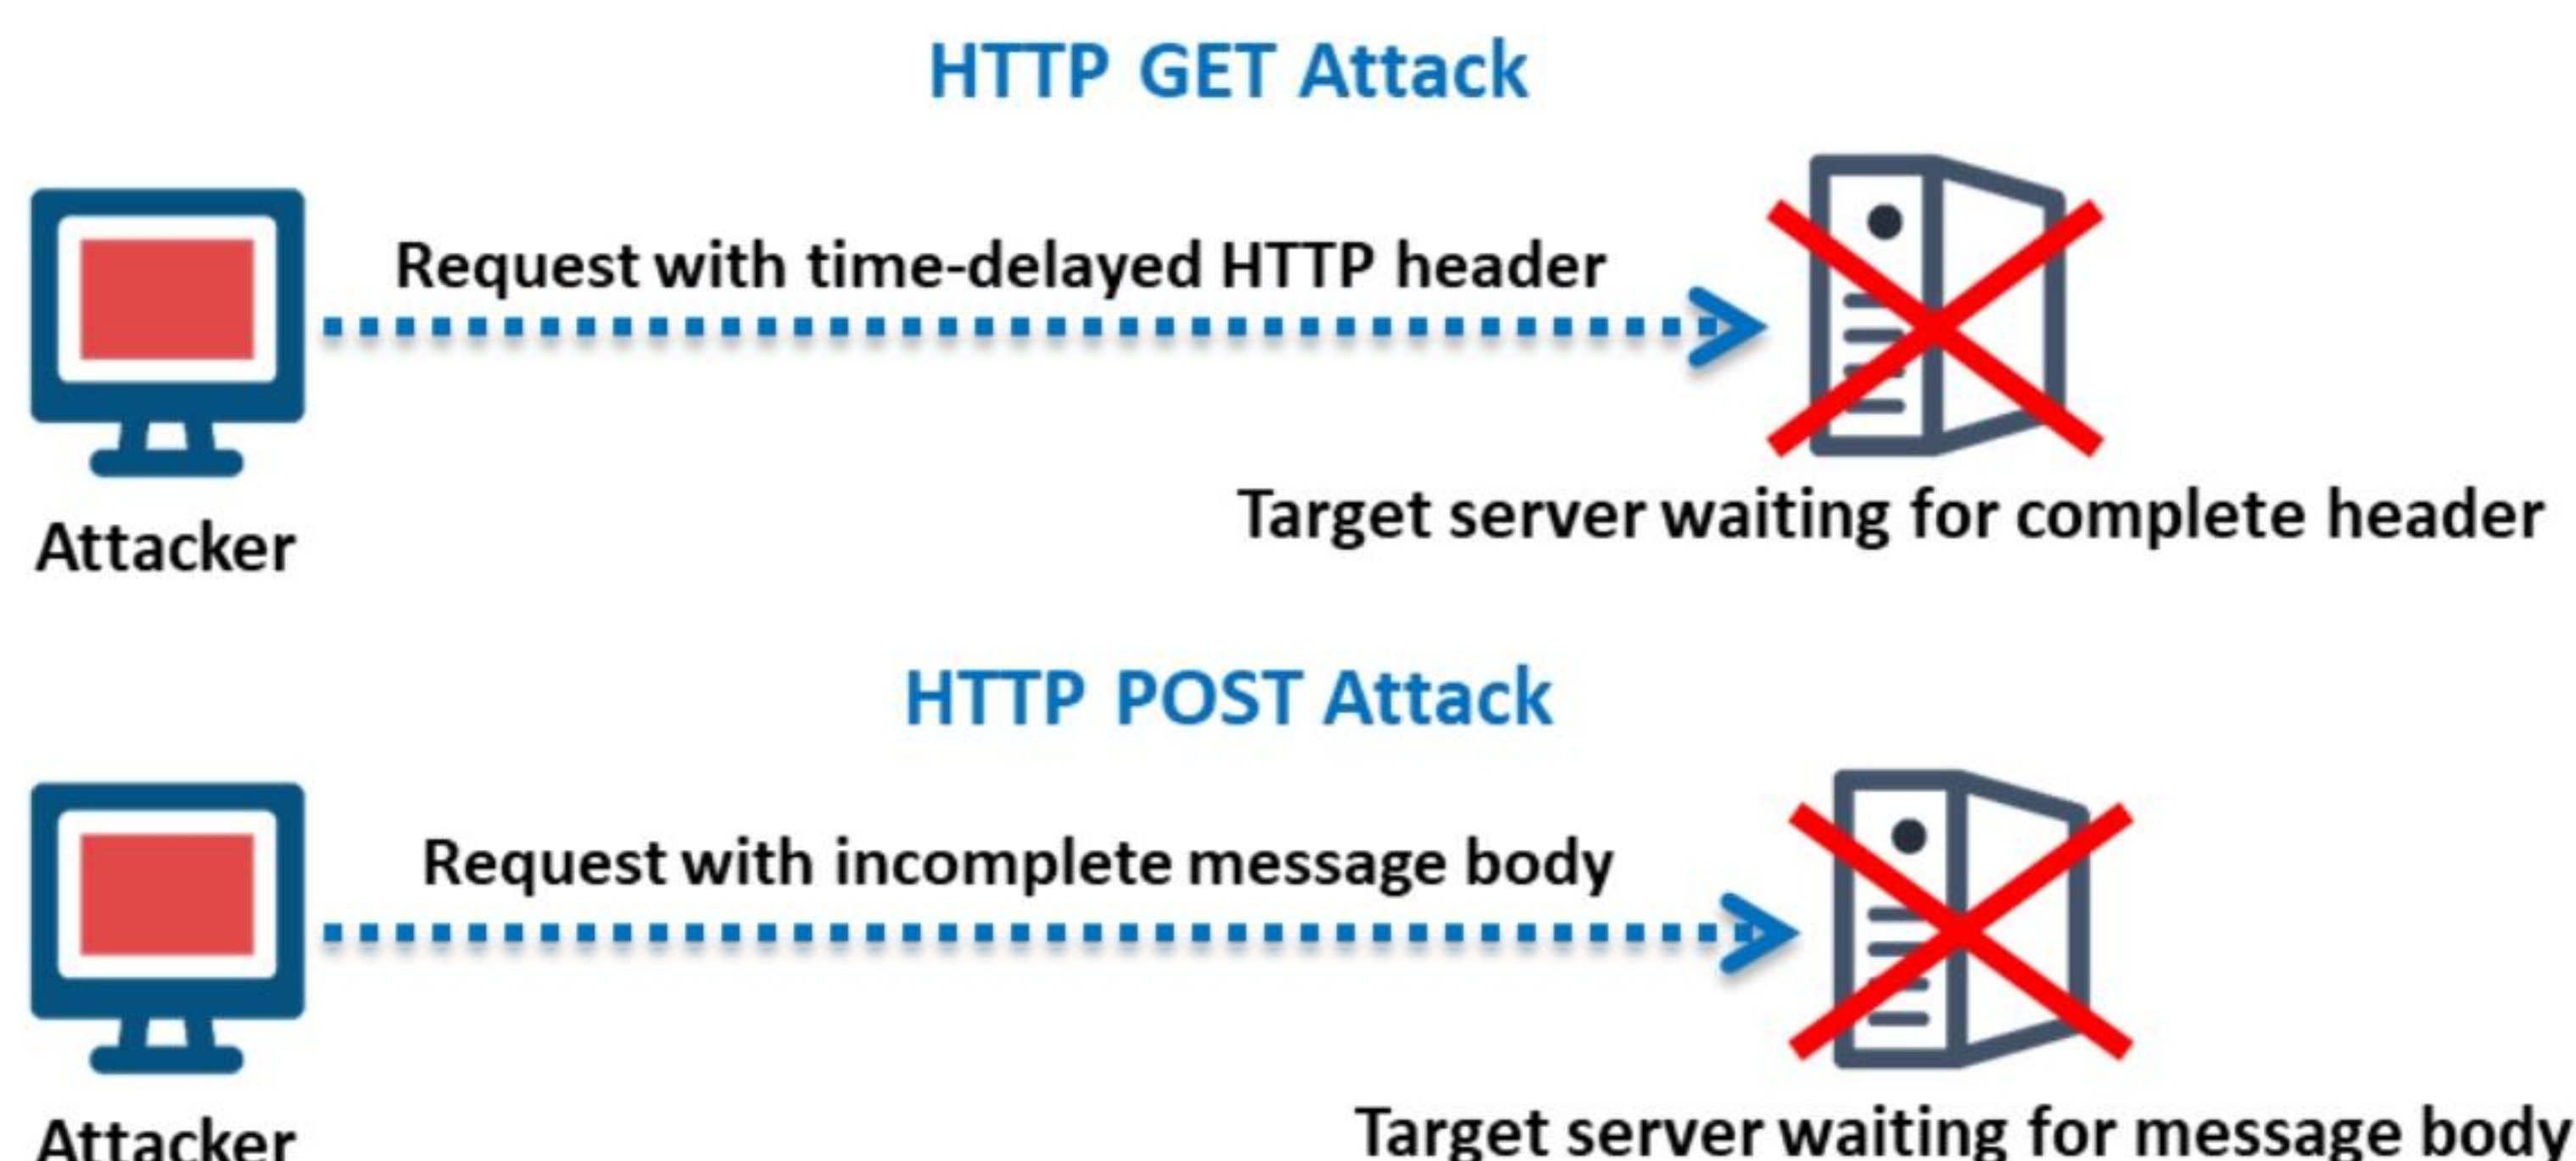 HTTP GET Attack
Request with time-delayed HTTP header
Target server waiting for complete header
Attacker
HTTP POST Attack
Request with incomplete message body
Target server waiting for message body
Attacker